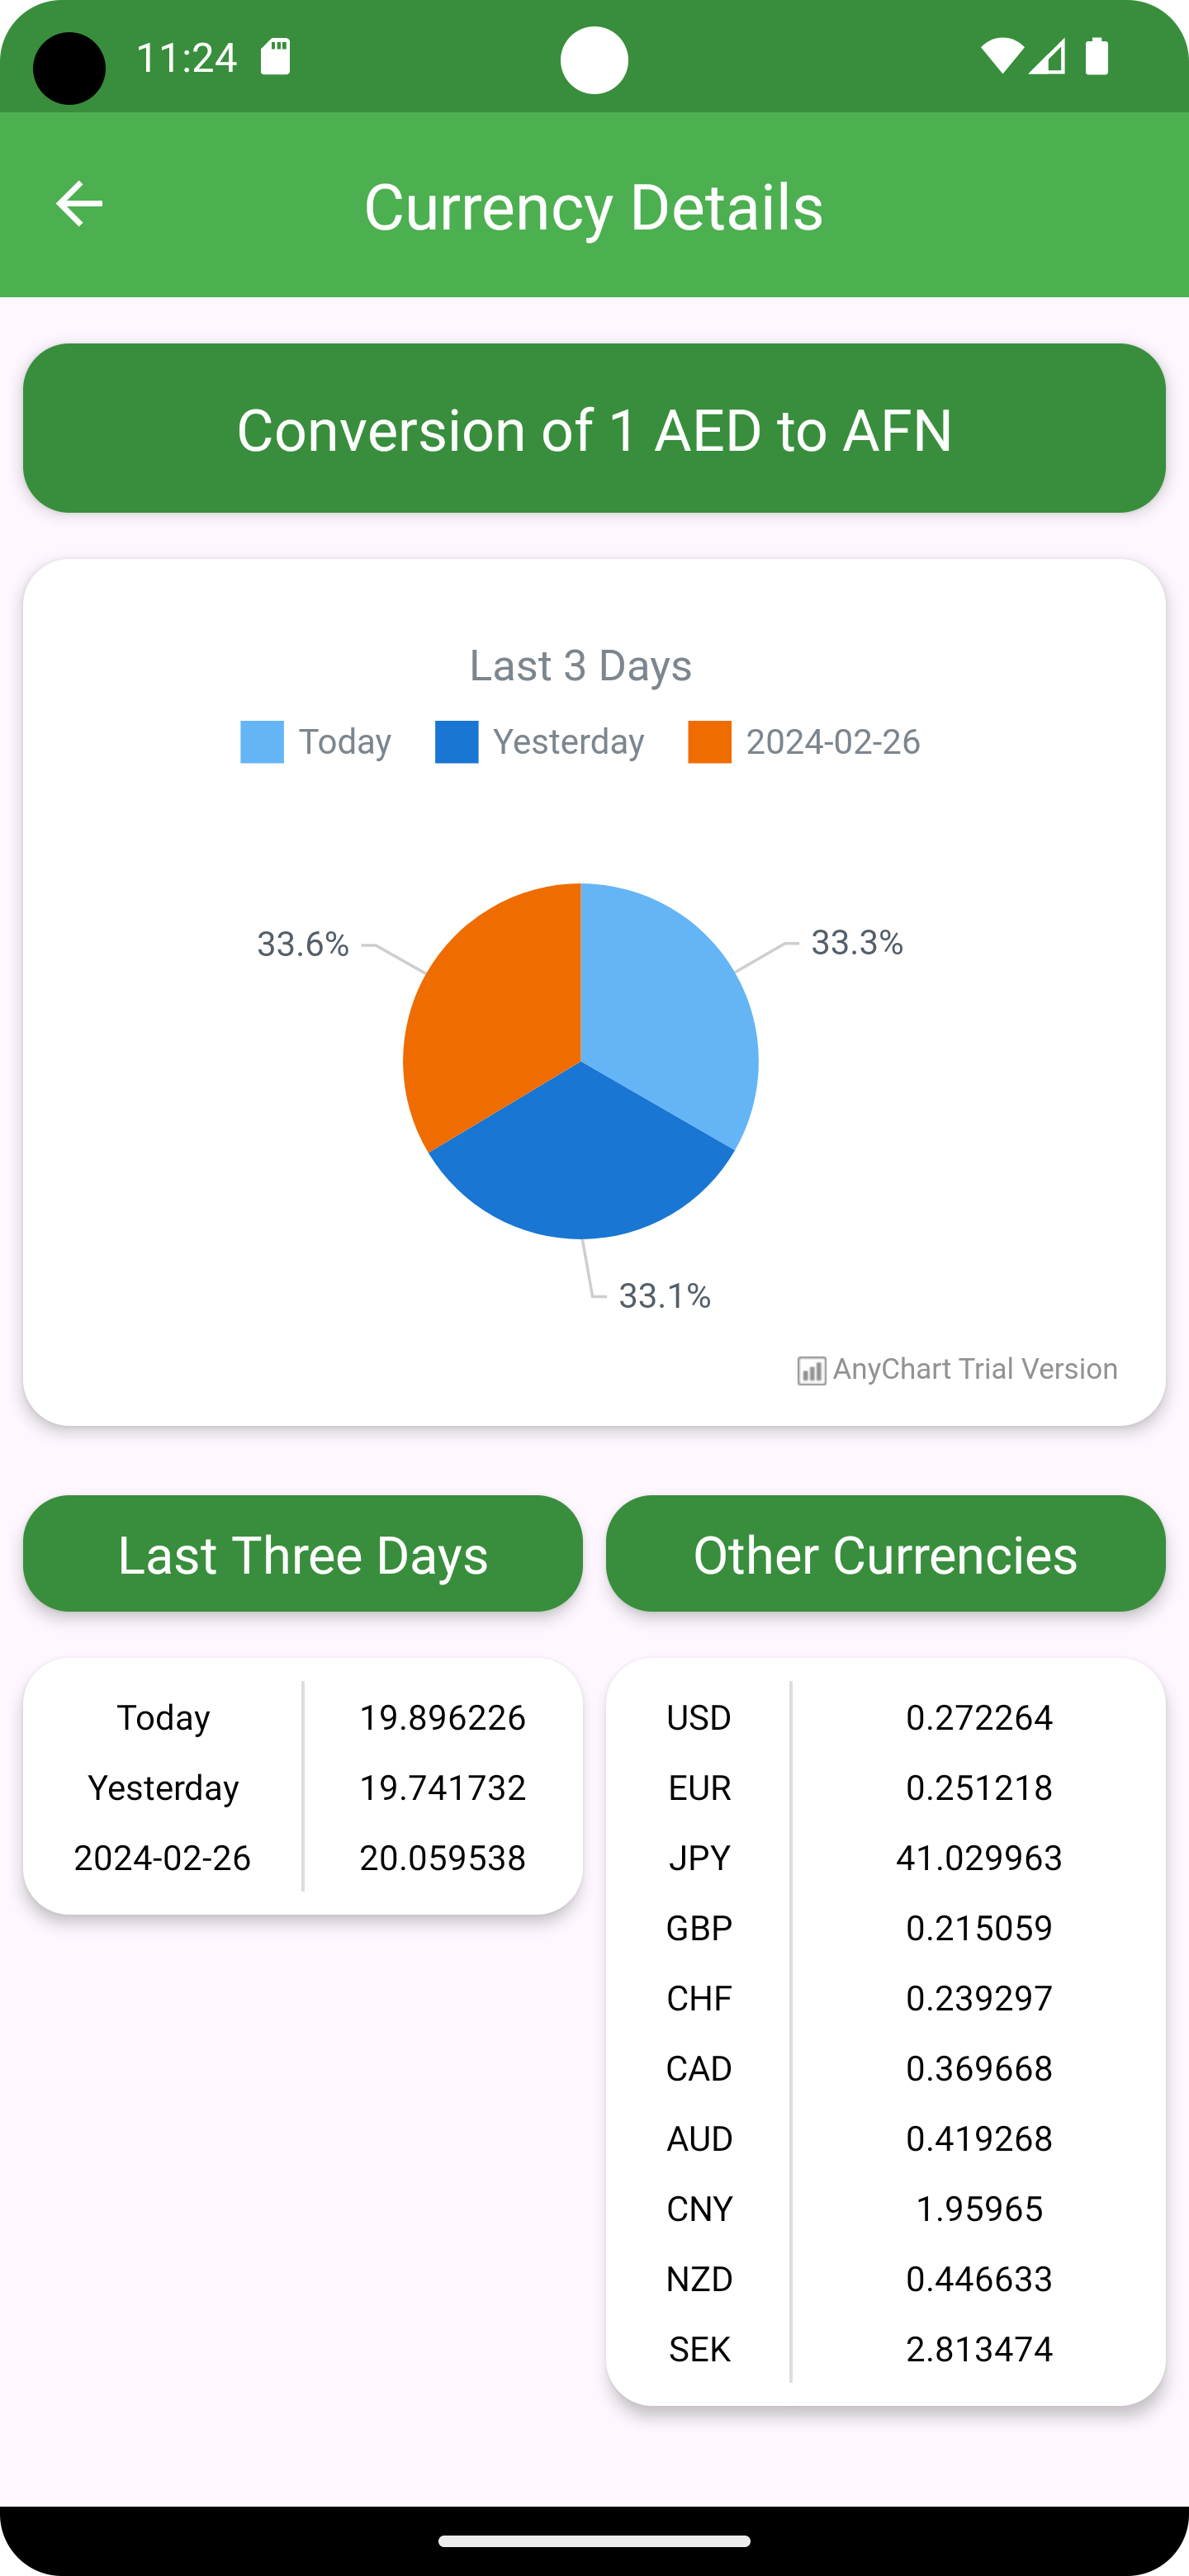 11:24
Currency Details
Conversion of 1 AED to AFN
Last 3 Days
Today Yesterday 2024-02-26
33.6% 33.3%
33.1%
AnyChart Trial Version
Last Three Days
Today 19.896226
Yesterday 19.741732
2024-02-26 20.059538
Other Currencies
USD 0.272264
EUR 0.251218
JPY 41.029963
GBP 0.215059
CHF 0.239297
CAD 0.369668
AUD 0.419268
CNY 1.95965
NZD 0.446633
SEK 2.813474